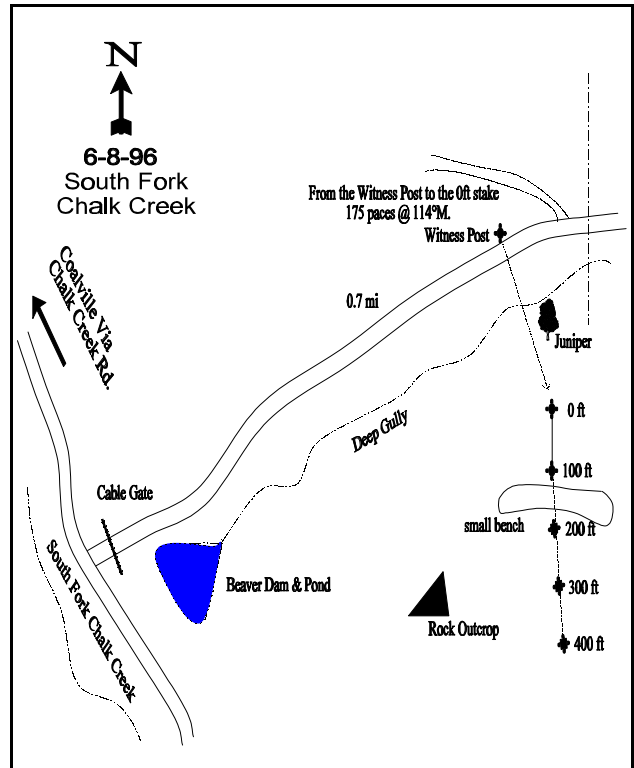 N
6-8-96
South Fork
Chalk Creek
From the Witness Post to the 0ft stake
175 paces @ 114°M.
Witness Post
Coalville Via
Chalk Creek Rd.
0.7 mi
Juniper
0 ft
Deep Gully
100 ft
Cable Gate
small bench
200 ft
South Fork Chalk Creek
Beaver Dam & Pond
300 ft
Rock Outcrop
400 ft